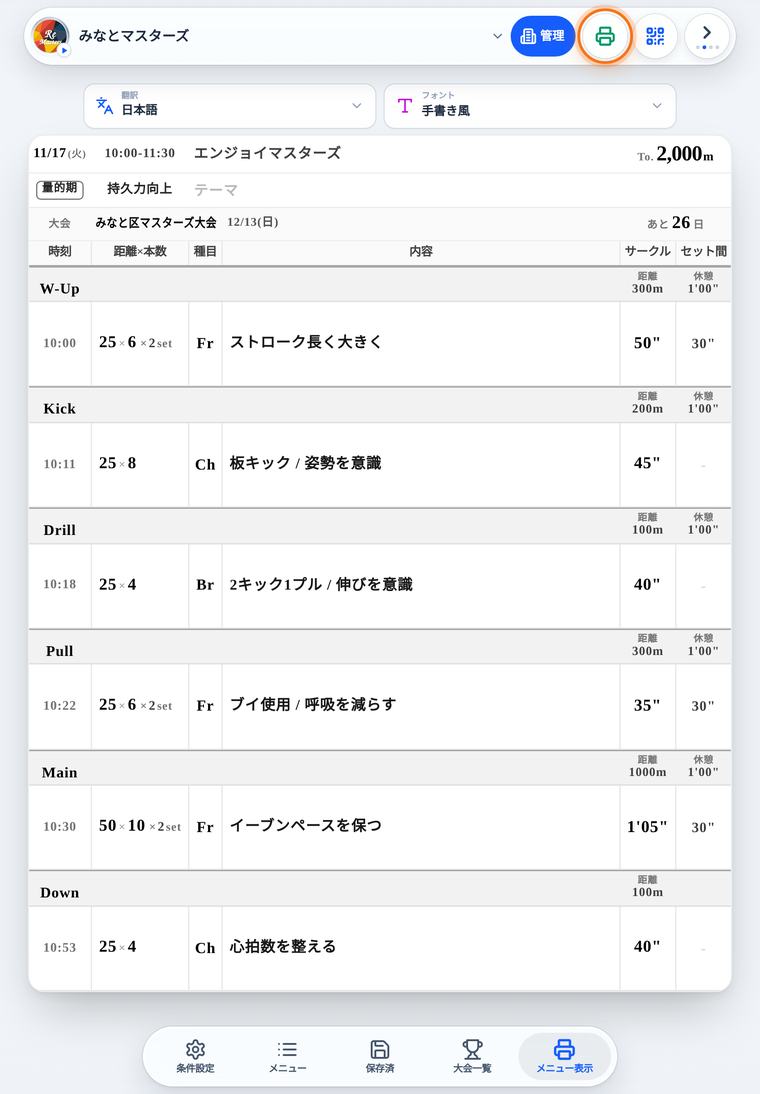 みなとマスターズ
管理
翻訳
日本語
フォント
手書き風
11/17(火) 10:00-11:30 エンジョイマスターズ To. 2,000m
量的期 持久力向上 テーマ
大会 みなと区マスターズ大会 12/13(日) あと 26 日
時刻 距離×本数 種目 内容 サークル セット間
W-Up 距離 300m 休憩 1'00"
10:00 25×6×2set Fr ストローク長く大きく 50" 30"
Kick 距離 200m 休憩 1'00"
10:11 25×8 Ch 板キック / 姿勢を意識 45" -
Drill 距離 100m 休憩 1'00"
10:18 25×4 Br 2キック1プル / 伸びを意識 40" -
Pull 距離 300m 休憩 1'00"
10:22 25×6×2set Fr ブイ使用 / 呼吸を減らす 35" 30"
Main 距離 1000m 休憩 1'00"
10:30 50×10×2set Fr イーブンペースを保つ 1'05" 30"
Down 距離 100m
10:53 25×4 Ch 心拍数を整える 40" -
条件設定 メニュー 保存済 大会一覧 メニュー表示